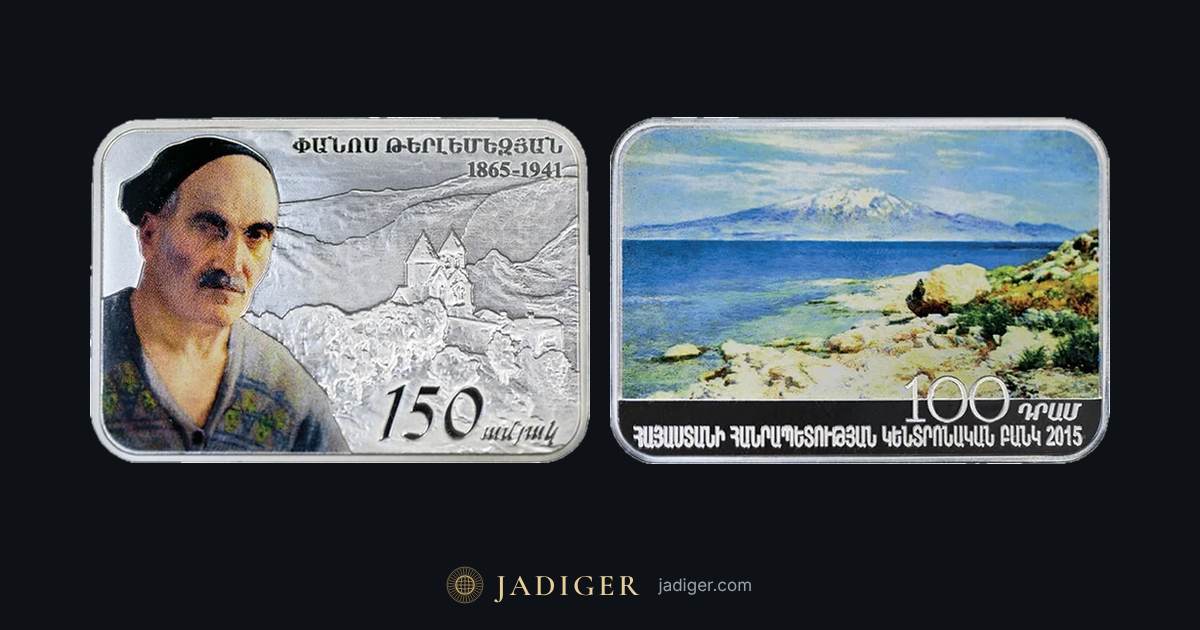 ՓԱՆՈՍ ԹԵՐԼԵՄԵԶՅԱՆ
1865-1941
150
ամյակ
100 ԴՐԱՄ
ՀԱՅԱՍՏԱՆԻ ՀԱՆՐԱՊԵՏՈՒԹՅԱՆ ԿԵՆՏՐՈՆԱԿԱՆ ԲԱՆԿ 2015
JADIGER jadiger.com